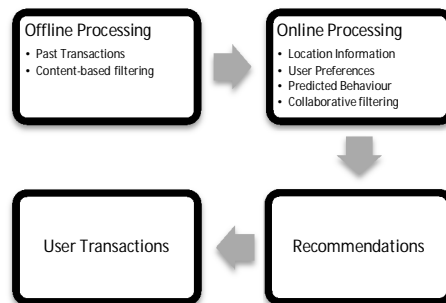 Offline Processing
• Past Transactions
• Content-based filtering
Online Processing
• Location Information
• User Preferences
• Predicted Behaviour
• Collaborative filtering
User Transactions
Recommendations